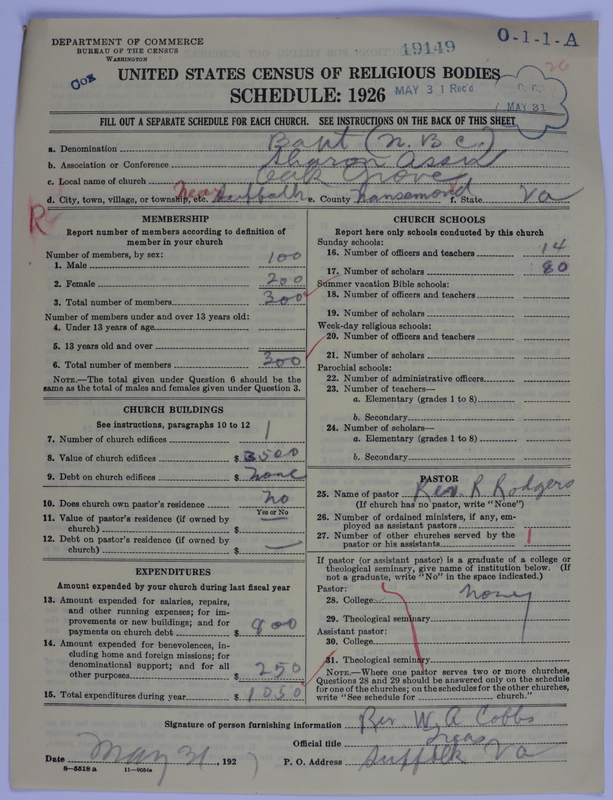 DEPARTMENT OF COMMERCE
BUREAU OF THE CENSUS
WASHINGTON
Cox
19149
O-1-1-A
20
UNITED STATES CENSUS OF RELIGIOUS BODIES
SCHEDULE: 1926
MAY 31 Rec'd
MAY 31
FILL OUT A SEPARATE SCHEDULE FOR EACH CHURCH. SEE INSTRUCTIONS ON THE BACK OF THIS SHEET
a. Denomination Bapt (N.B.C.)
b. Association or Conference Sharon Assn
c. Local name of church Oak Grove
d. City, town, village, or township, etc. Near Suffolk e. County Nansemond f. State Va
R
MEMBERSHIP
Report number of members according to definition of
member in your church
Number of members, by sex:
1. Male 100
2. Female 200
3. Total number of members 300
Number of members under and over 13 years old:
4. Under 13 years of age
5. 13 years old and over
6. Total number of members 300
NOTE.—The total given under Question 6 should be the
same as the total of males and females given under Question 3.
CHURCH BUILDINGS
See instructions, paragraphs 10 to 12
7. Number of church edifices 1
8. Value of church edifices $ 3500
9. Debt on church edifices $ none
10. Does church own pastor's residence no
Yes or No
11. Value of pastor's residence (if owned by
church) $
12. Debt on pastor's residence (if owned by
church) $
EXPENDITURES
Amount expended by your church during last fiscal year
13. Amount expended for salaries, repairs,
and other running expenses; for im-
provements or new buildings; and for
payments on church debt $ 800
14. Amount expended for benevolences, in-
cluding home and foreign missions; for
denominational support; and for all
other purposes $ 250
15. Total expenditures during year $ 1050
CHURCH SCHOOLS
Report here only schools conducted by this church
Sunday schools:
16. Number of officers and teachers 14
17. Number of scholars 80
Summer vacation Bible schools:
18. Number of officers and teachers
19. Number of scholars
Week-day religious schools:
20. Number of officers and teachers
21. Number of scholars
Parochial schools:
22. Number of administrative officers
23. Number of teachers—
a. Elementary (grades 1 to 8)
b. Secondary
24. Number of scholars—
a. Elementary (grades 1 to 8)
b. Secondary
PASTOR
25. Name of pastor Rev. R Rodgers
(If church has no pastor, write "None")
26. Number of ordained ministers, if any, em-
ployed as assistant pastors
27. Number of other churches served by the
pastor or his assistants 1
If pastor (or assistant pastor) is a graduate of a college or
theological seminary, give name of institution below. (If
not a graduate, write "No" in the space indicated.)
Pastor:
28. College
29. Theological seminary
Assistant pastor:
30. College
31. Theological seminary
NOTE.—Where one pastor serves two or more churches,
Questions 28 and 29 should be answered only on the schedule
for one of the churches; on the schedules for the other churches,
write "See schedule for church."
Signature of person furnishing information Rev W. A. Cobbs
Official title Treas
Date May 31, 1927 P. O. Address Suffolk Va
8-5518 a 11-9054a